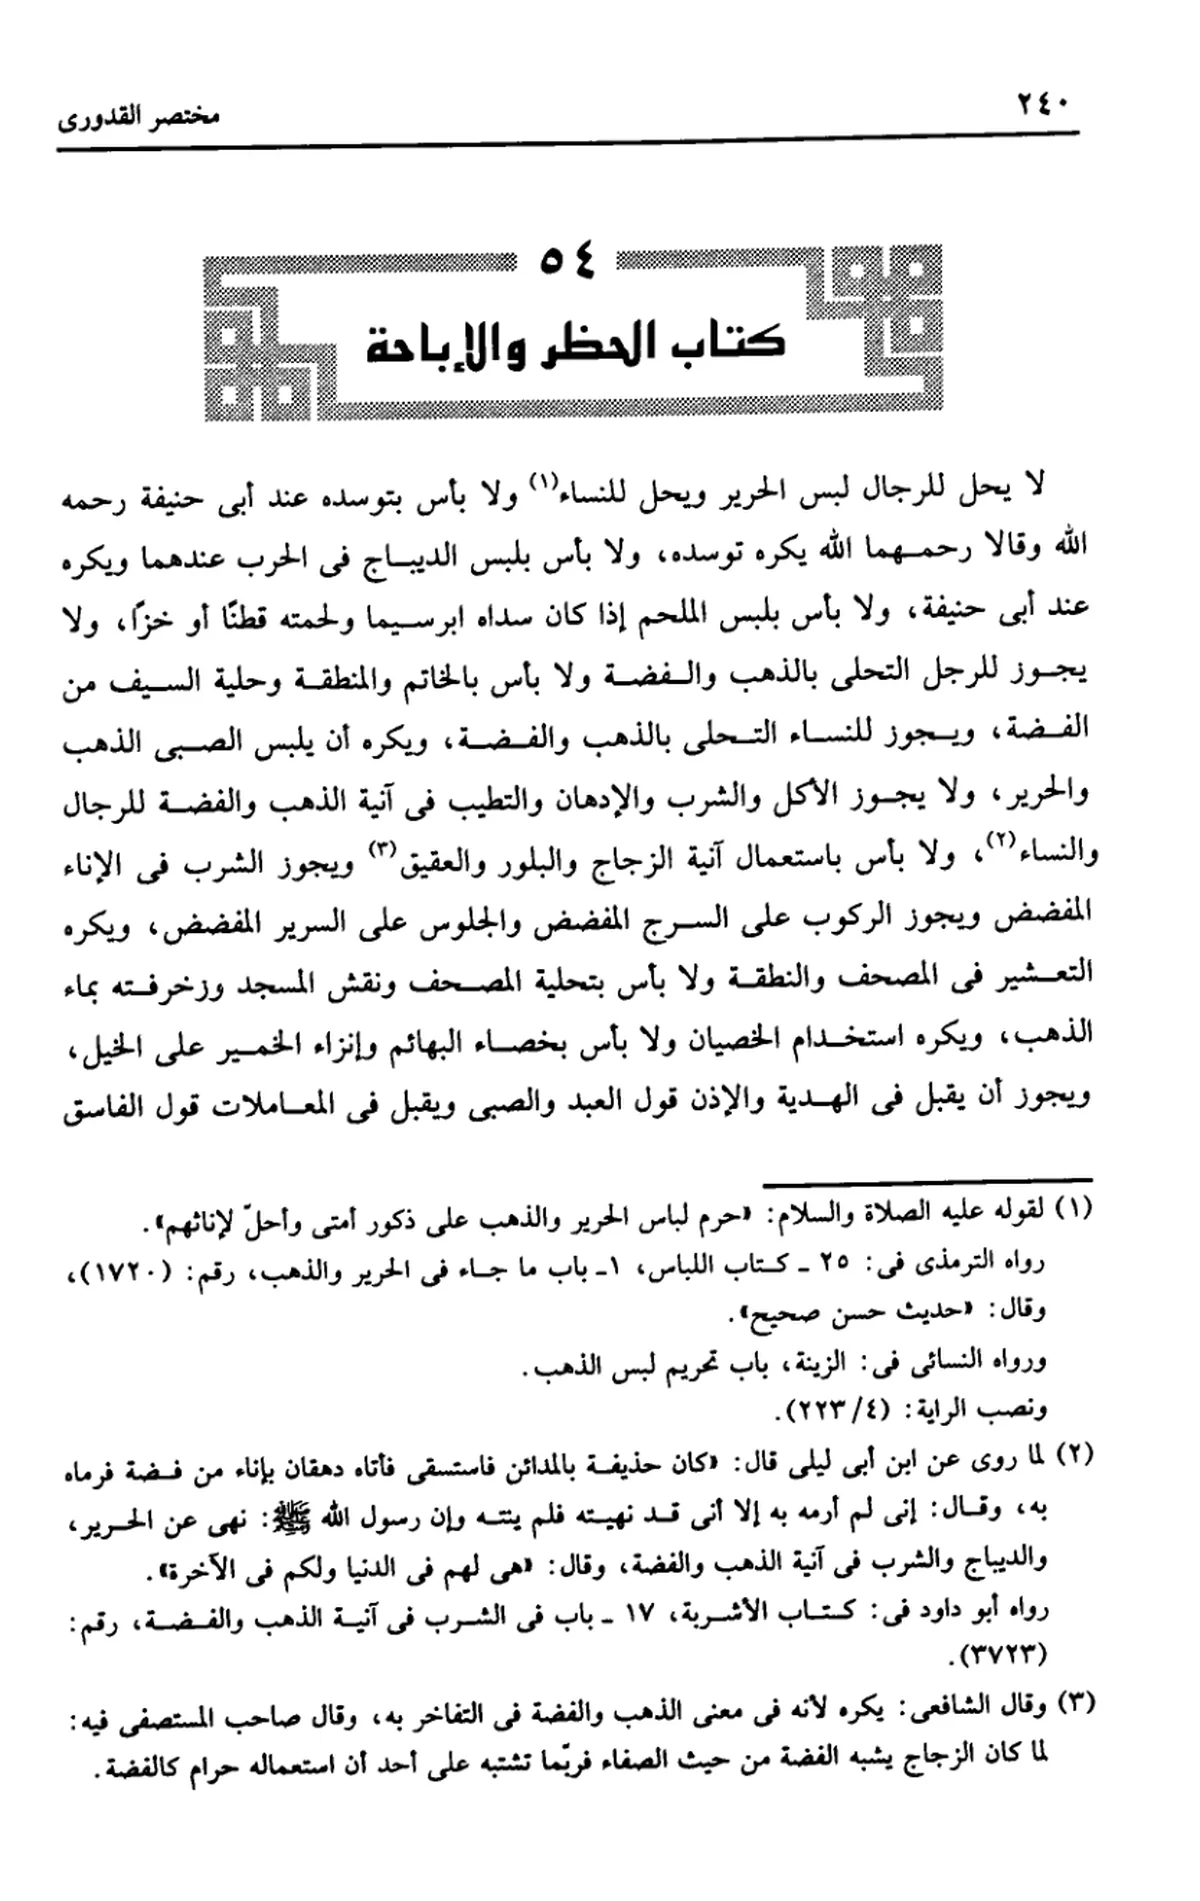 ٢٤٠
مختصر القدورى
٥٤
كتاب الحظر والإباحة
لا يحل للرجال لبس الحرير ويحل للنساء(١) ولا بأس بتوسده عند أبى حنيفة رحمه
الله وقالا رحمهما الله يكره توسده، ولا بأس بلبس الديباج فى الحرب عندهما ويكره
عند أبى حنيفة، ولا بأس بلبس الملحم إذا كان سداه ابرسيما ولحمته قطنًا أو خزًا، ولا
يجوز للرجل التحلى بالذهب والفضة ولا بأس بالخاتم والمنطقة وحلية السيف من
الفضة، ويجوز للنساء التحلى بالذهب والفضة، ويكره أن يلبس الصبى الذهب
والحرير، ولا يجوز الأكل والشرب والإدهان والتطيب فى آنية الذهب والفضة للرجال
والنساء(٢)، ولا بأس باستعمال آنية الزجاج والبلور والعقيق(٣) ويجوز الشرب فى الإناء
المفضض ويجوز الركوب على السرج المفضض والجلوس على السرير المفضض، ويكره
التعشير فى المصحف والنطقة ولا بأس بتحلية المصحف ونقش المسجد وزخرفته بماء
الذهب، ويكره استخدام الخصيان ولا بأس بخصاء البهائم وإنزاء الخمير على الخيل،
ويجوز أن يقبل فى الهدية والإذن قول العبد والصبى ويقبل فى المعاملات قول الفاسق
(١) لقوله عليه الصلاة والسلام: «حرم لباس الحرير والذهب على ذكور أمتى وأحلّ لإناثهم».
رواه الترمذى فى: ٢٥ ـ كتاب اللباس، ١ـ باب ما جاء فى الحرير والذهب، رقم: (١٧٢٠)،
وقال: «حديث حسن صحيح».
ورواه النسائى فى: الزينة، باب تحريم لبس الذهب.
ونصب الراية: (٤/ ٢٢٣).
(٢) لما روى عن ابن أبى ليلى قال: «كان حذيفة بالمدائن فاستسقى فأتاه دهقان بإناء من فضة فرماه
به، وقال: إنى لم أرمه به إلا أنى قد نهيته فلم ينته وإن رسول الله ﷺ: نهى عن الحرير،
والديباج والشرب فى آنية الذهب والفضة، وقال: «هى لهم فى الدنيا ولكم فى الآخرة».
رواه أبو داود فى: كتاب الأشربة، ١٧ ـ باب فى الشرب فى آنية الذهب والفضة، رقم:
(٣٧٢٣).
(٣) وقال الشافعى: يكره لأنه فى معنى الذهب والفضة فى التفاخر به، وقال صاحب المستصفى فيه:
لما كان الزجاج يشبه الفضة من حيث الصفاء فربّما تشتبه على أحد أن استعماله حرام كالفضة.